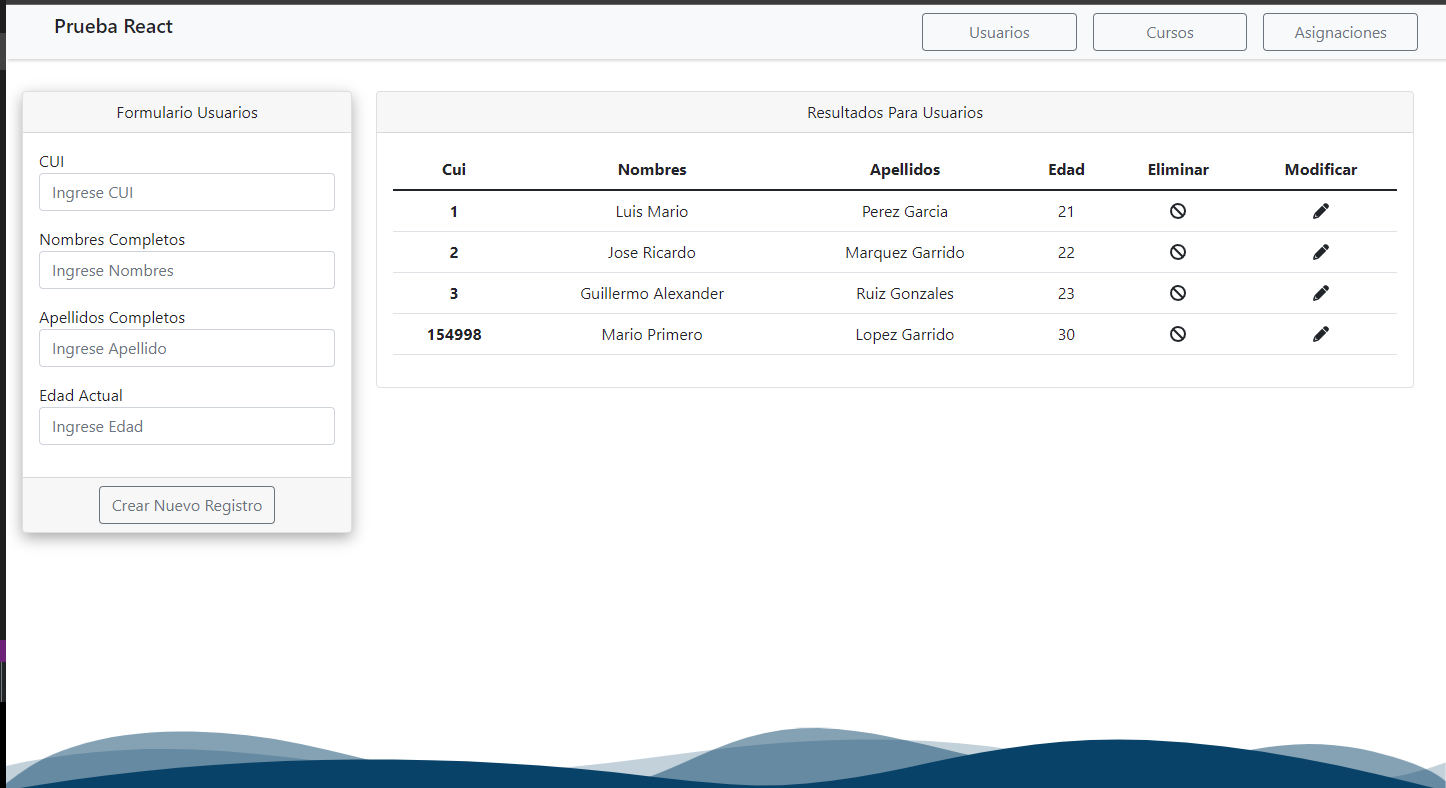 Prueba React
Usuarios Cursos Asignaciones
Formulario Usuarios
CUI
Ingrese CUI
Nombres Completos
Ingrese Nombres
Apellidos Completos
Ingrese Apellido
Edad Actual
Ingrese Edad
Crear Nuevo Registro
Resultados Para Usuarios
Cui Nombres Apellidos Edad Eliminar Modificar
1 Luis Mario Perez Garcia 21
2 Jose Ricardo Marquez Garrido 22
3 Guillermo Alexander Ruiz Gonzales 23
154998 Mario Primero Lopez Garrido 30